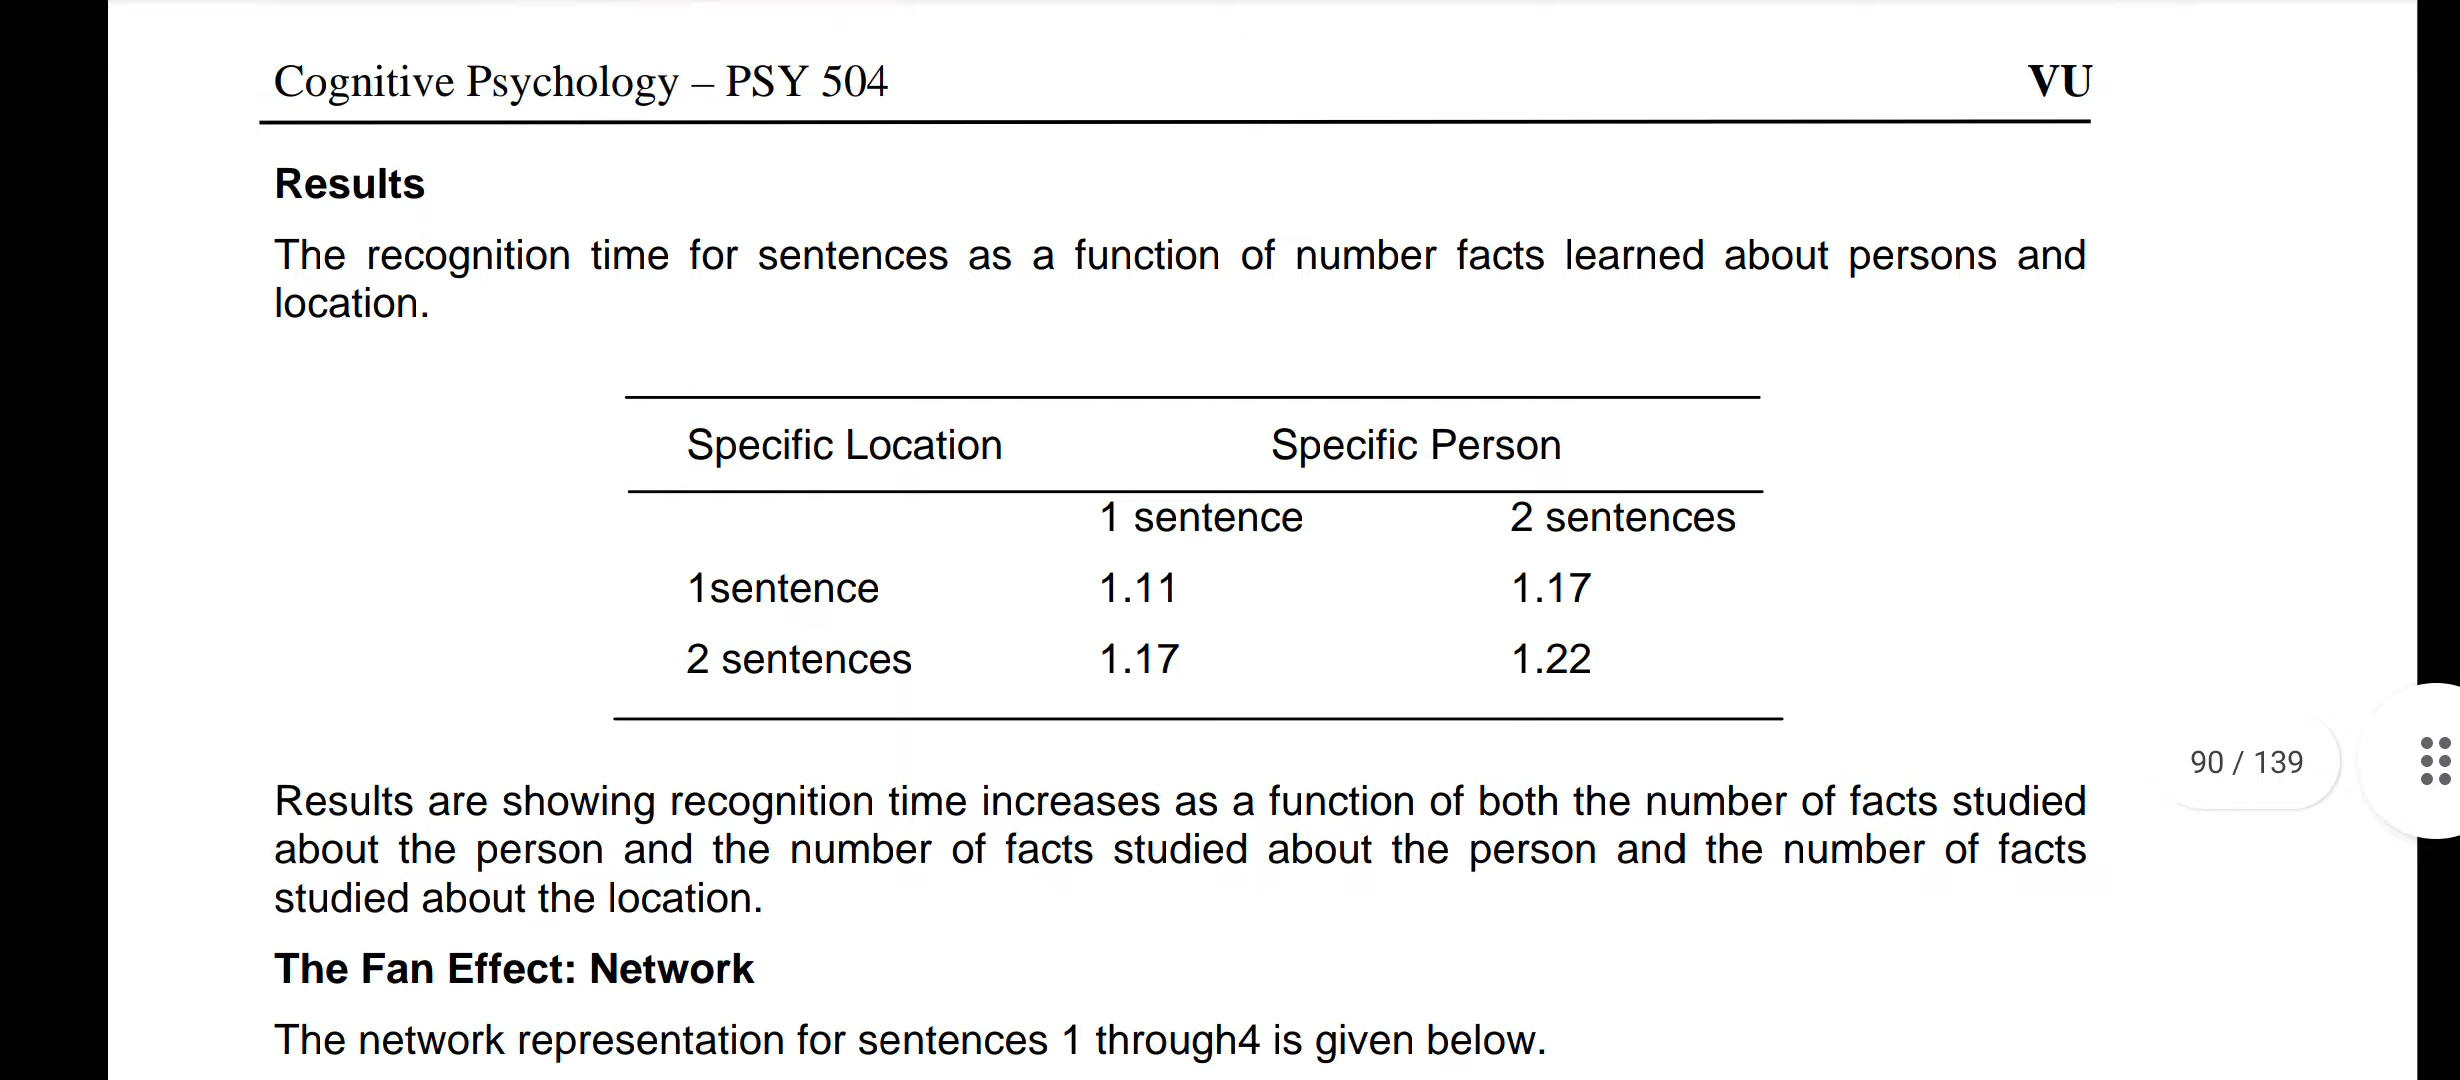 Cognitive Psychology – PSY 504 VU
Results
The recognition time for sentences as a function of number facts learned about persons and
location.
Specific Location Specific Person
1 sentence 2 sentences
1sentence 1.11 1.17
2 sentences 1.17 1.22
Results are showing recognition time increases as a function of both the number of facts studied
about the person and the number of facts studied about the person and the number of facts
studied about the location.
90 / 139
The Fan Effect: Network
The network representation for sentences 1 through4 is given below.